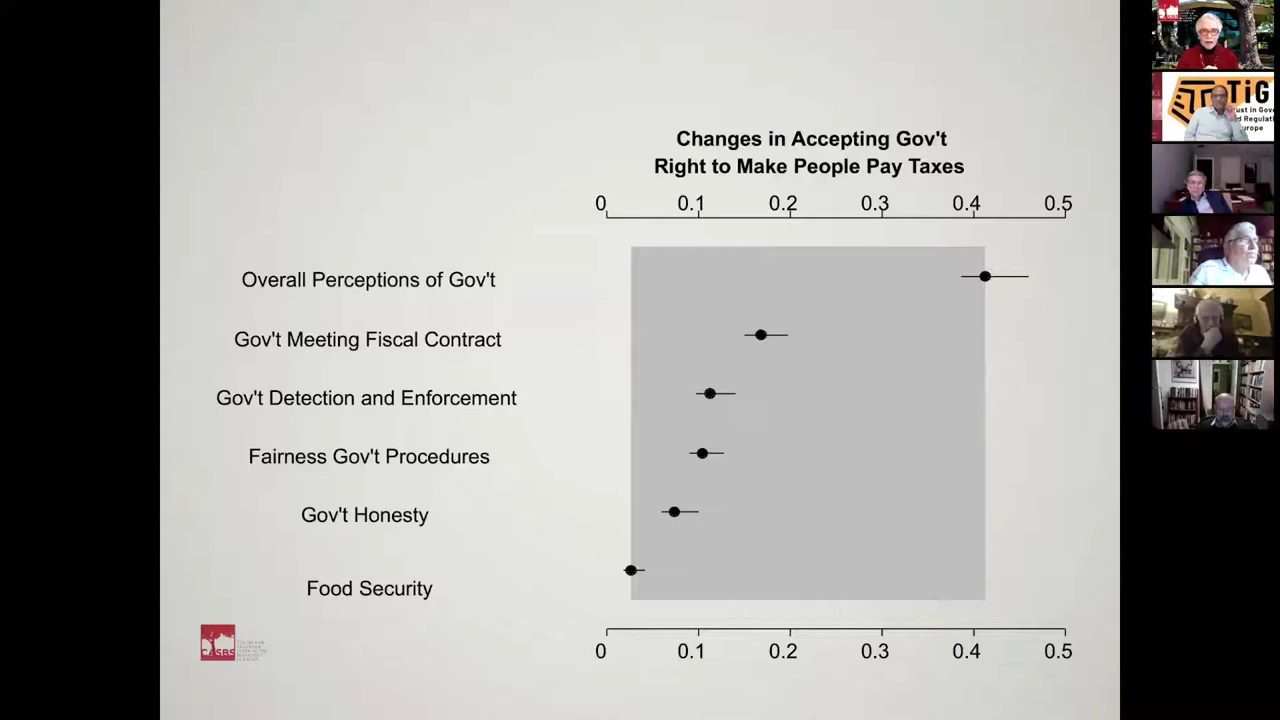 Changes in Accepting Gov't
Right to Make People Pay Taxes
0 0.1 0.2 0.3 0.4 0.5
Overall Perceptions of Gov't
Gov't Meeting Fiscal Contract
Gov't Detection and Enforcement
Fairness Gov't Procedures
Gov't Honesty
Food Security
0 0.1 0.2 0.3 0.4 0.5
CASBS
TiG